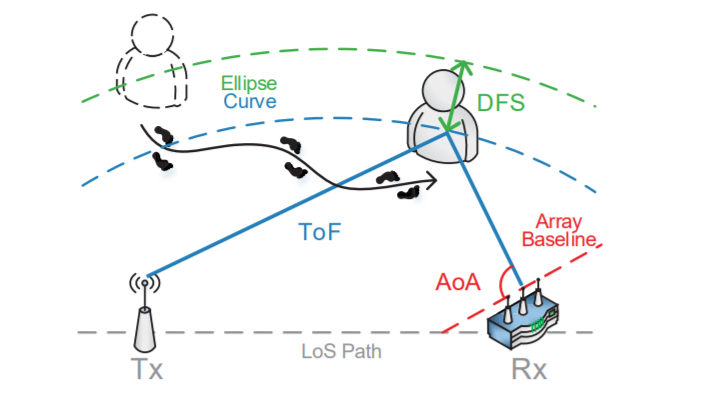 Ellipse
Curve
DFS
ToF
Array
Baseline
AoA
LoS Path
Tx
Rx